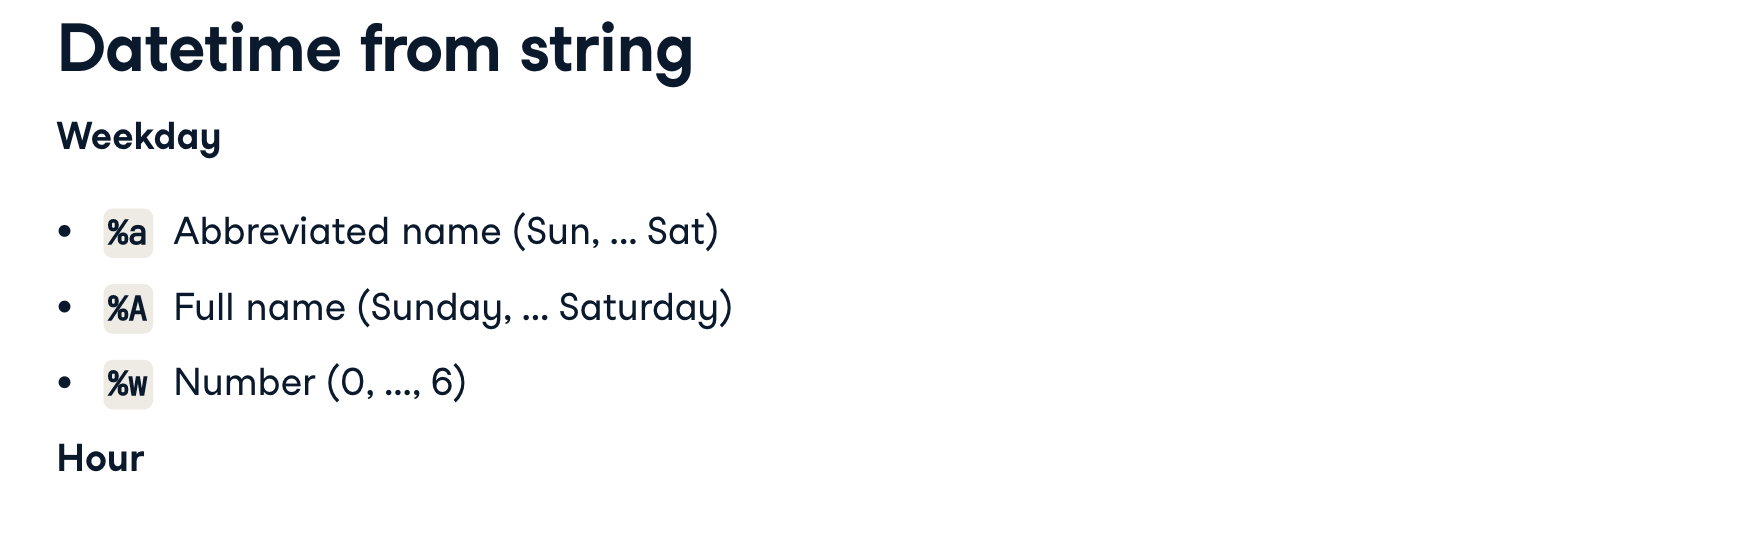 Datetime from string
Weekday
• %a Abbreviated name (Sun, ... Sat)
• %A Full name (Sunday, ... Saturday)
• %w Number (0, ..., 6)
Hour